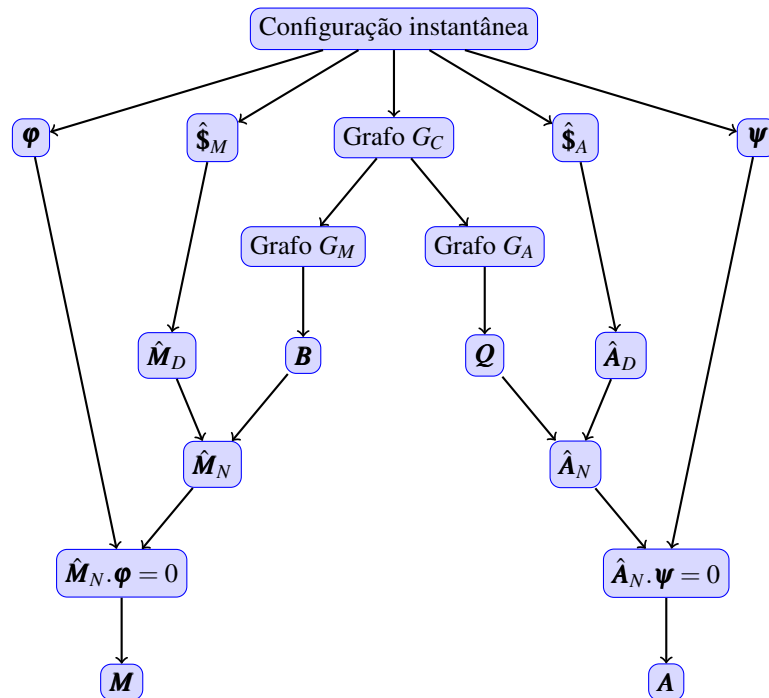 Configuração instantânea
φ
$̂_M
Grafo G_C
$̂_A
ψ
Grafo G_M
Grafo G_A
M̂_D
B
Q
Â_D
M̂_N
Â_N
M̂_N.φ = 0
Â_N.ψ = 0
M
A